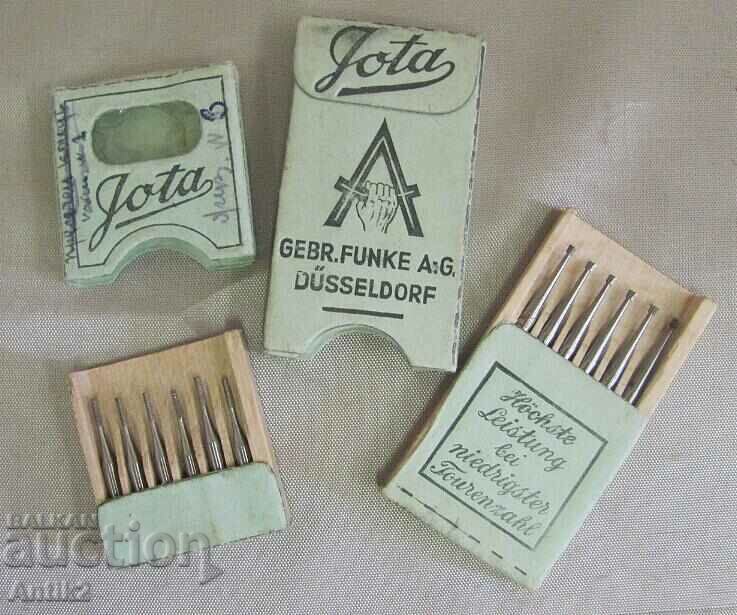 Jota
Jota
GEBR. FUNKE A.G.
DÜSSELDORF
Höchste
Leistung
bei
niedrigster
Tourenzahl
BALKAN
auction
Antik2